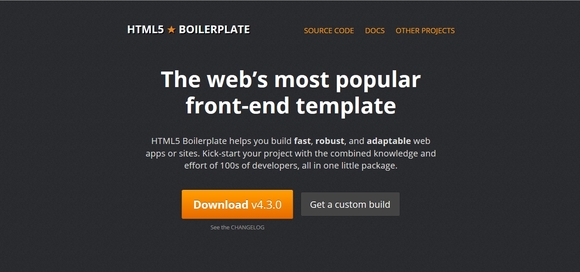 HTML5 ★ BOILERPLATE
SOURCE CODE DOCS OTHER PROJECTS
The web's most popular
front-end template
HTML5 Boilerplate helps you build fast, robust, and adaptable web
apps or sites. Kick-start your project with the combined knowledge and
effort of 100s of developers, all in one little package.
Download v4.3.0
Get a custom build
See the CHANGELOG